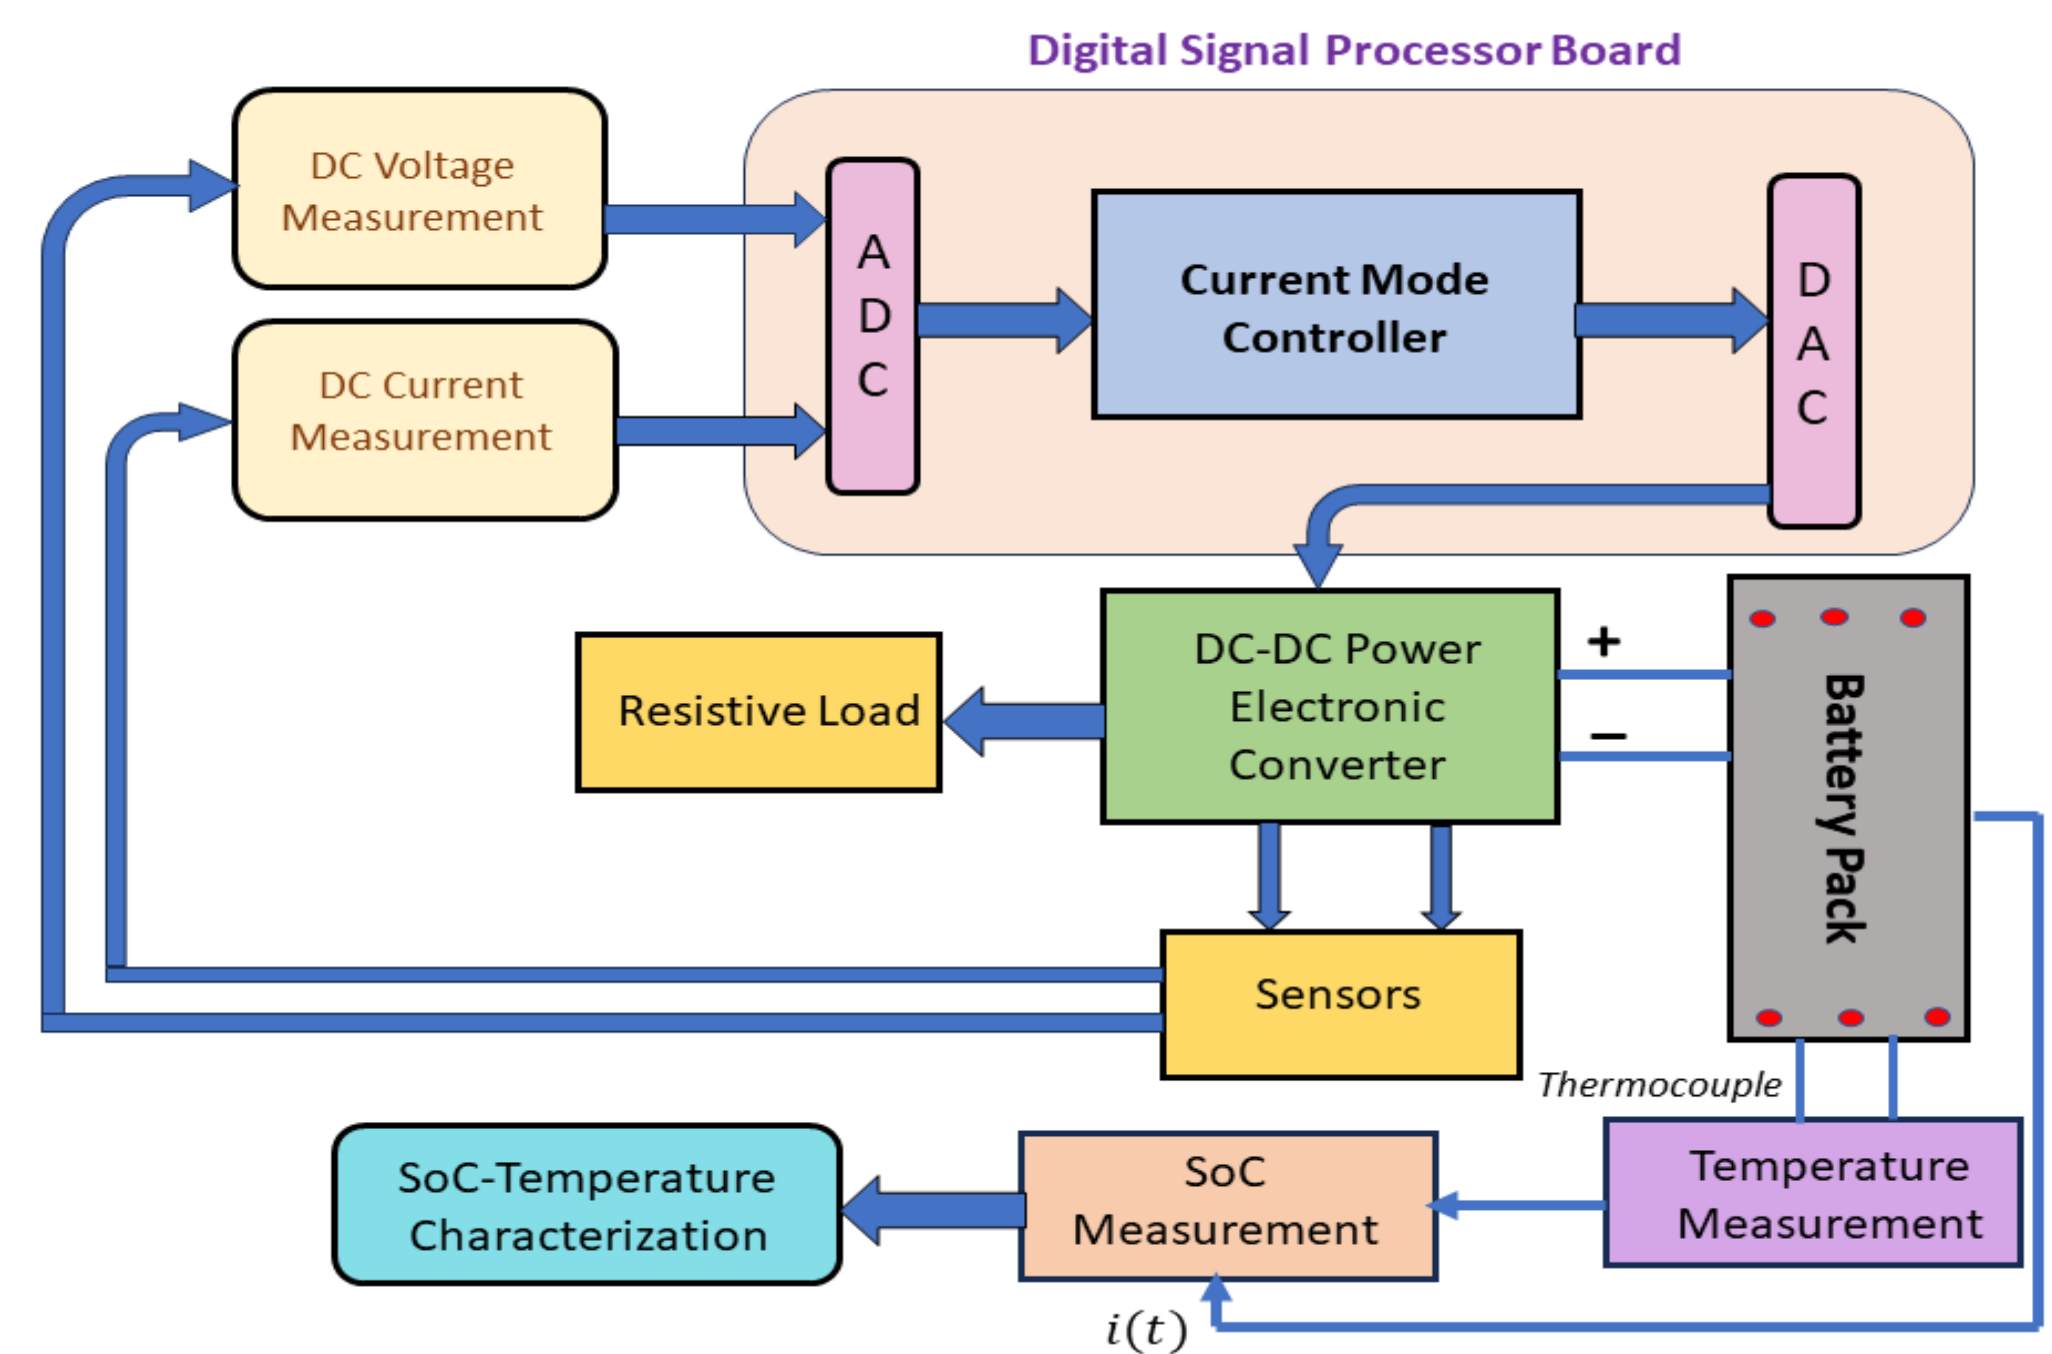 Digital Signal Processor Board
DC Voltage
Measurement
DC Current
Measurement
A
D
C
Current Mode
Controller
D
A
C
Resistive Load
DC-DC Power
Electronic
Converter
+
−
Battery Pack
Sensors
Thermocouple
SoC-Temperature
Characterization
SoC
Measurement
Temperature
Measurement
i(t)